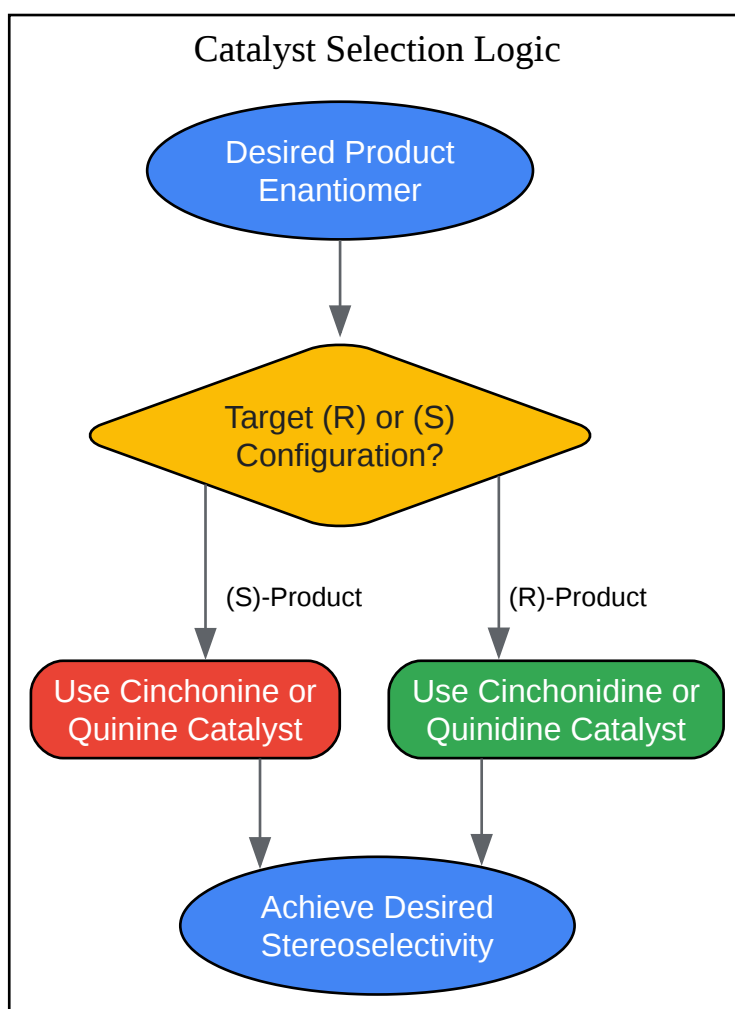 Catalyst Selection Logic
Desired Product
Enantiomer
Target (R) or (S)
Configuration?
(S)-Product
(R)-Product
Use Cinchonine or
Quinine Catalyst
Use Cinchonidine or
Quinidine Catalyst
Achieve Desired
Stereoselectivity